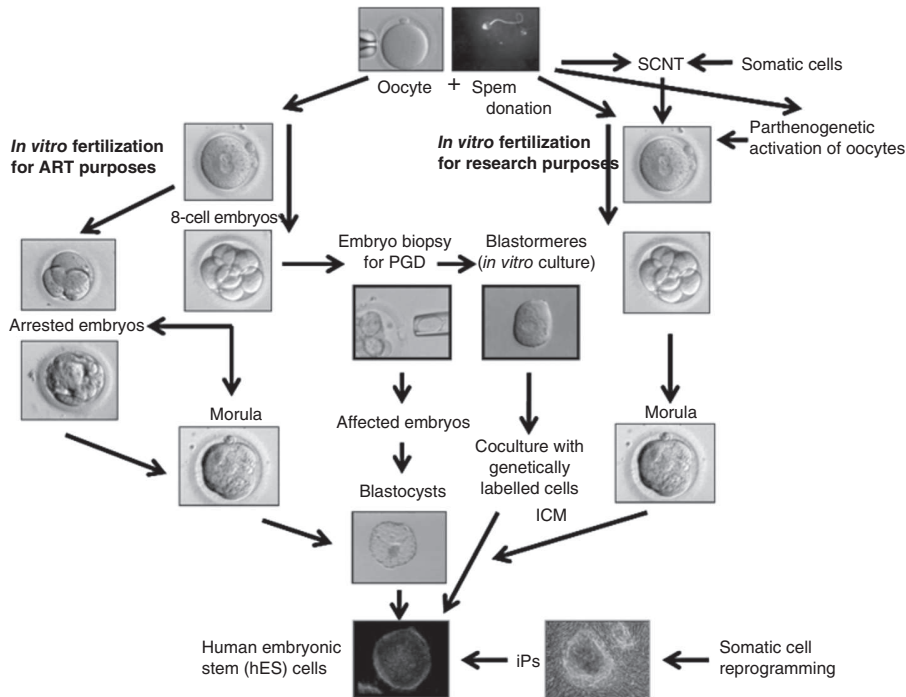 SCNT
Somatic cells
Oocyte + Spem
donation
Parthenogenetic
activation of oocytes
In vitro fertilization
for ART purposes
In vitro fertilization
for research purposes
8-cell embryos
Embryo biopsy
for PGD
Blastormeres
(in vitro culture)
Arrested embryos
Morula
Affected embryos
Morula
Coculture with
genetically
labelled cells
Blastocysts
ICM
Human embryonic
stem (hES) cells
iPs
Somatic cell
reprogramming